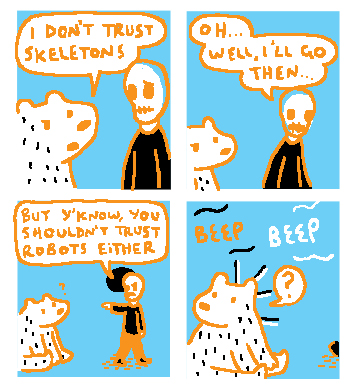 I DON'T TRUST
SKELETONS
OH...
WELL, I'LL GO
THEN...
BUT Y'KNOW, YOU
SHOULDN'T TRUST
ROBOTS EiTHER
?
BEEP
BEEP
?